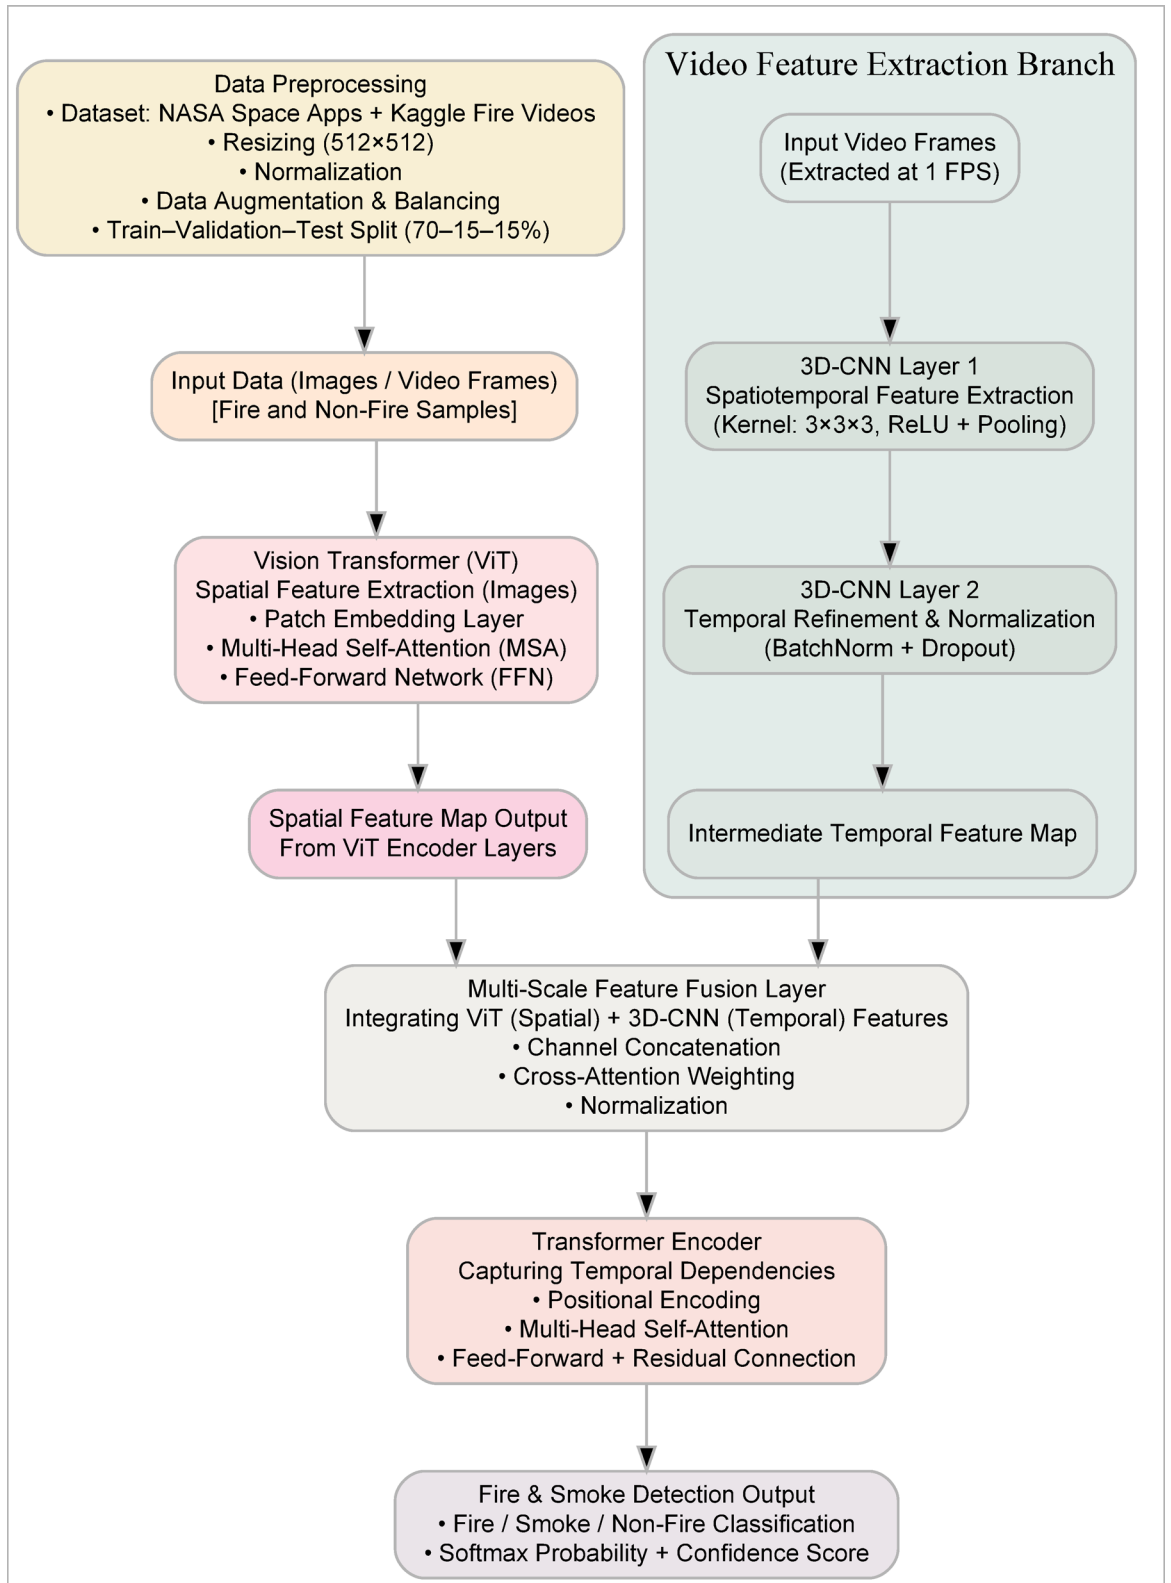 Data Preprocessing
• Dataset: NASA Space Apps + Kaggle Fire Videos
• Resizing (512×512)
• Normalization
• Data Augmentation & Balancing
• Train–Validation–Test Split (70–15–15%)
Input Data (Images / Video Frames)
[Fire and Non-Fire Samples]
Vision Transformer (ViT)
Spatial Feature Extraction (Images)
• Patch Embedding Layer
• Multi-Head Self-Attention (MSA)
• Feed-Forward Network (FFN)
Spatial Feature Map Output
From ViT Encoder Layers
Video Feature Extraction Branch
Input Video Frames
(Extracted at 1 FPS)
3D-CNN Layer 1
Spatiotemporal Feature Extraction
(Kernel: 3×3×3, ReLU + Pooling)
3D-CNN Layer 2
Temporal Refinement & Normalization
(BatchNorm + Dropout)
Intermediate Temporal Feature Map
Multi-Scale Feature Fusion Layer
Integrating ViT (Spatial) + 3D-CNN (Temporal) Features
• Channel Concatenation
• Cross-Attention Weighting
• Normalization
Transformer Encoder
Capturing Temporal Dependencies
• Positional Encoding
• Multi-Head Self-Attention
• Feed-Forward + Residual Connection
Fire & Smoke Detection Output
• Fire / Smoke / Non-Fire Classification
• Softmax Probability + Confidence Score